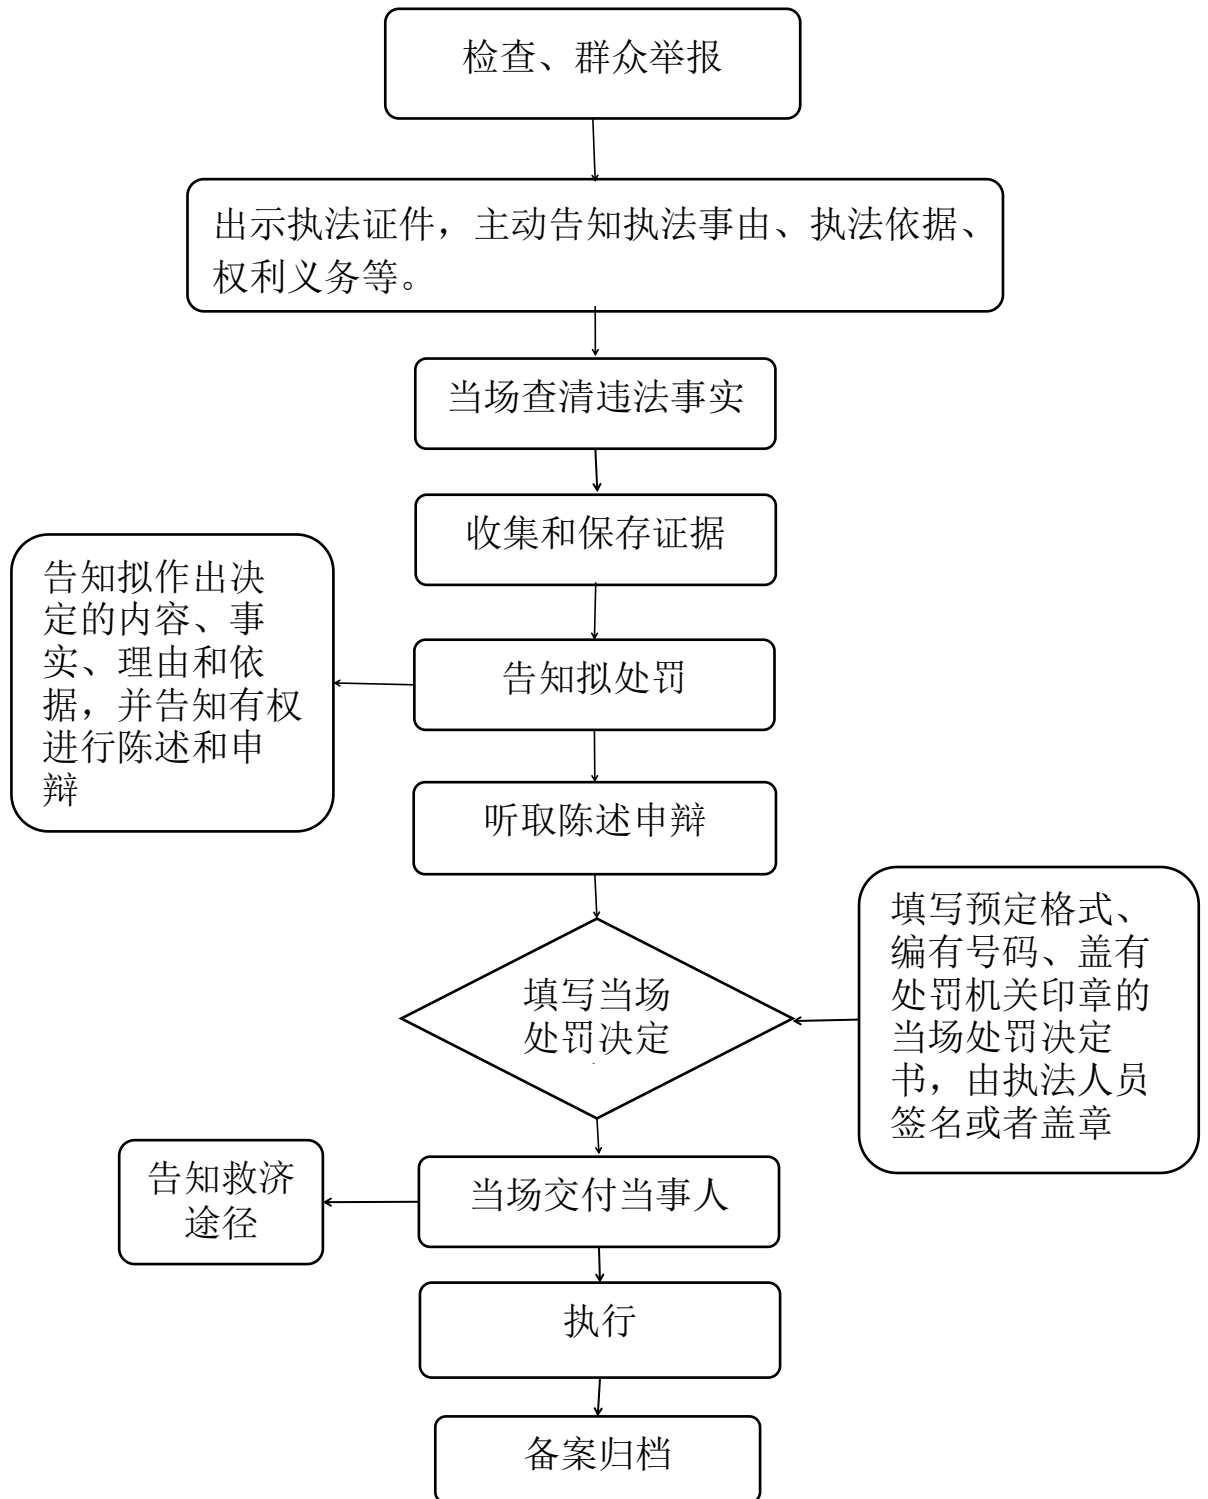 检查、群众举报
出示执法证件，主动告知执法事由、执法依据、
权利义务等。
当场查清违法事实
收集和保存证据
告知拟作出决
定的内容、事
实、理由和依
据，并告知有权
进行陈述和申
辩
告知拟处罚
听取陈述申辩
填写当场
处罚决定
填写预定格式、
编有号码、盖有
处罚机关印章的
当场处罚决定
书，由执法人员
签名或者盖章
告知救济
途径
当场交付当事人
执行
备案归档